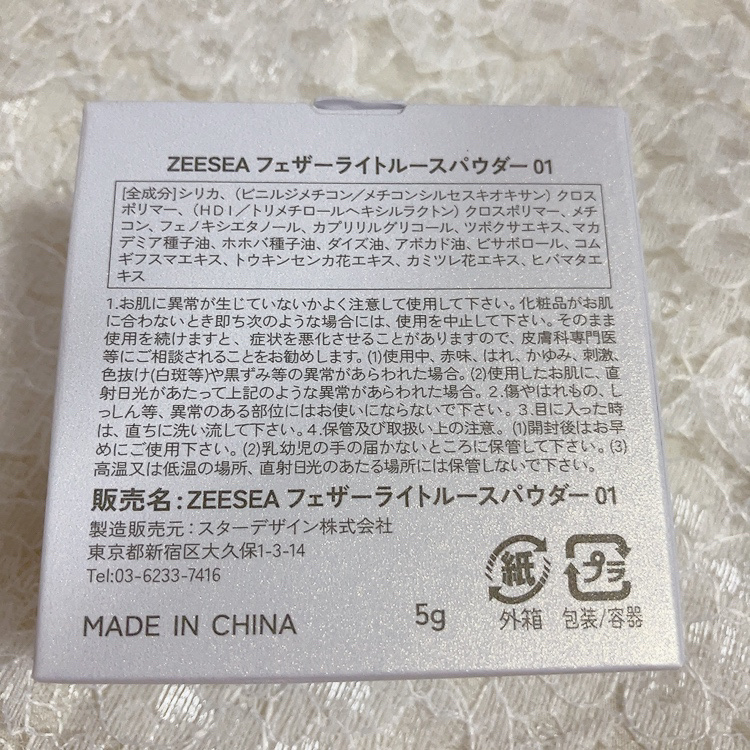 ZEESEA フェザーライトルースパウダー 01
[全成分]シリカ、(ビニルジメチコン/メチコンシルセスキオキサン)クロス
ポリマー、(HDI/トリメチロールヘキシルラクトン)クロスポリマー、メチ
コン、フェノキシエタノール、カプリリルグリコール、ツボクサエキス、マカ
デミア種子油、ホホバ種子油、ダイズ油、アボカド油、ビサボロール、コム
ギフスマエキス、トウキンセンカ花エキス、カミツレ花エキス、ヒバマタエ
キス
1.お肌に異常が生じていないかよく注意して使用して下さい。化粧品がお肌
に合わないとき即ち次のような場合には、使用を中止して下さい。そのまま
使用を続けますと、症状を悪化させることがありますので、皮膚科専門医
等にご相談されることをお勧めします。(1)使用中、赤味、はれ、かゆみ、刺激、
色抜け(白斑等)や黒ずみ等の異常があらわれた場合。(2)使用したお肌に、直
射日光があたって上記のような異常があらわれた場合。2.傷やはれもの、し
っしん等、異常のある部位にはお使いにならないで下さい。3.目に入った時
は、直ちに洗い流して下さい。4.保管及び取扱い上の注意。(1)開封後はお早
めにご使用下さい。(2)乳幼児の手の届かないところに保管して下さい。(3)
高温又は低温の場所、直射日光のあたる場所には保管しないで下さい。
販売名:ZEESEA フェザーライトルースパウダー 01
製造販売元:スターデザイン株式会社
東京都新宿区大久保1-3-14
Tel:03-6233-7416
紙 プラ
外箱 包装/容器
MADE IN CHINA 5g